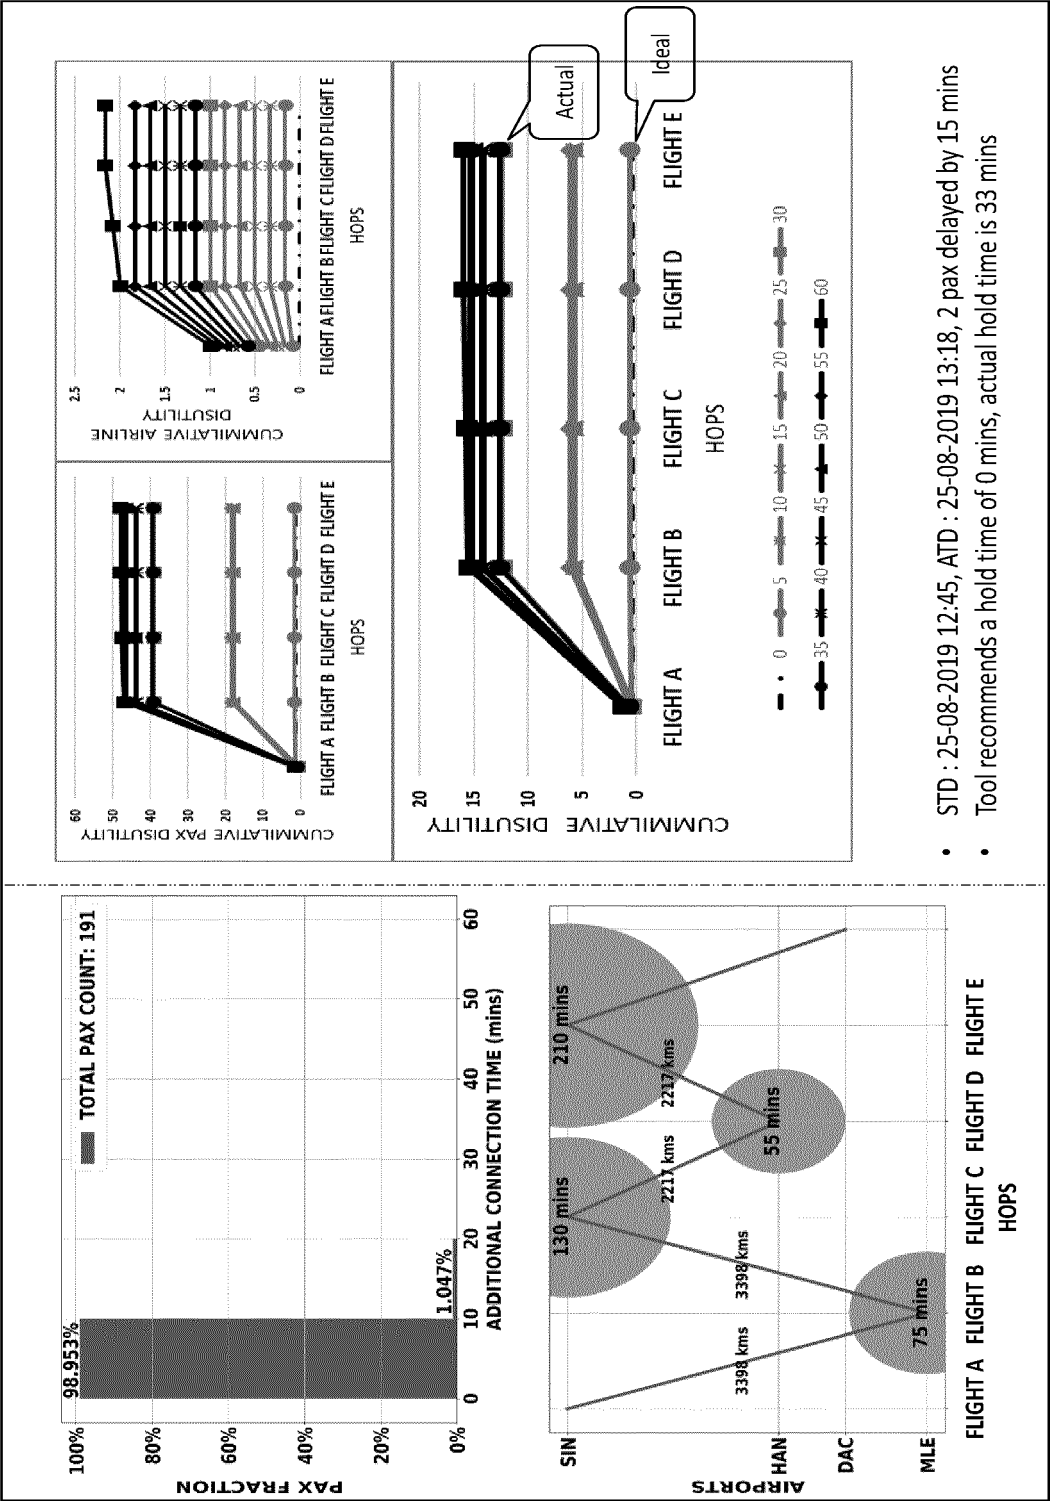 100%
80%
60%
40%
20%
0%
PAX FRACTION
98.953%
1.047%
TOTAL PAX COUNT: 191
0 10 20 30 40 50 60
ADDITIONAL CONNECTION TIME (mins)
SIN
HAN
DAC
MLE
AIRPORTS
130 mins
210 mins
55 mins
75 mins
3398 kms
3398 kms
2217 kms
2217 kms
FLIGHT A FLIGHT B FLIGHT C FLIGHT D FLIGHT E
HOPS
60
50
40
30
20
10
0
CUMMILATIVE PAX DISUTILITY
FLIGHT A FLIGHT B FLIGHT C FLIGHT D FLIGHT E
HOPS
2.5
2
1.5
1
0.5
0
CUMMILATIVE AIRLINE
DISUTILITY
FLIGHT A FLIGHT B FLIGHT C FLIGHT D FLIGHT E
HOPS
20
15
10
5
0
CUMMILATIVE DISUTILITY
Actual
Ideal
FLIGHT A FLIGHT B FLIGHT C FLIGHT D FLIGHT E
HOPS
0 5 10 15 20 25 30
35 40 45 50 55 60
• STD : 25-08-2019 12:45, ATD : 25-08-2019 13:18, 2 pax delayed by 15 mins
• Tool recommends a hold time of 0 mins, actual hold time is 33 mins